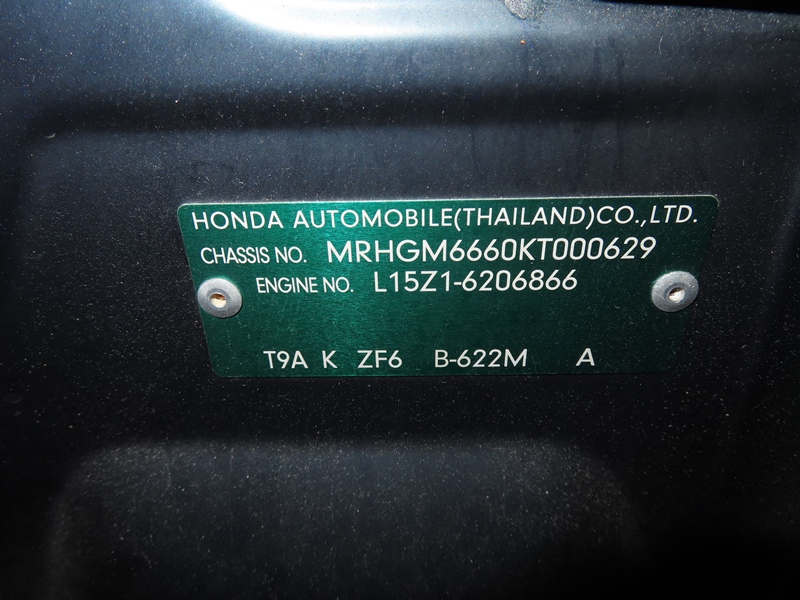 HONDA AUTOMOBILE(THAILAND)CO.,LTD.
CHASSIS NO. MRHGM6660KT000629
ENGINE NO. L15Z1-6206866
T9A K ZF6 B-622M A